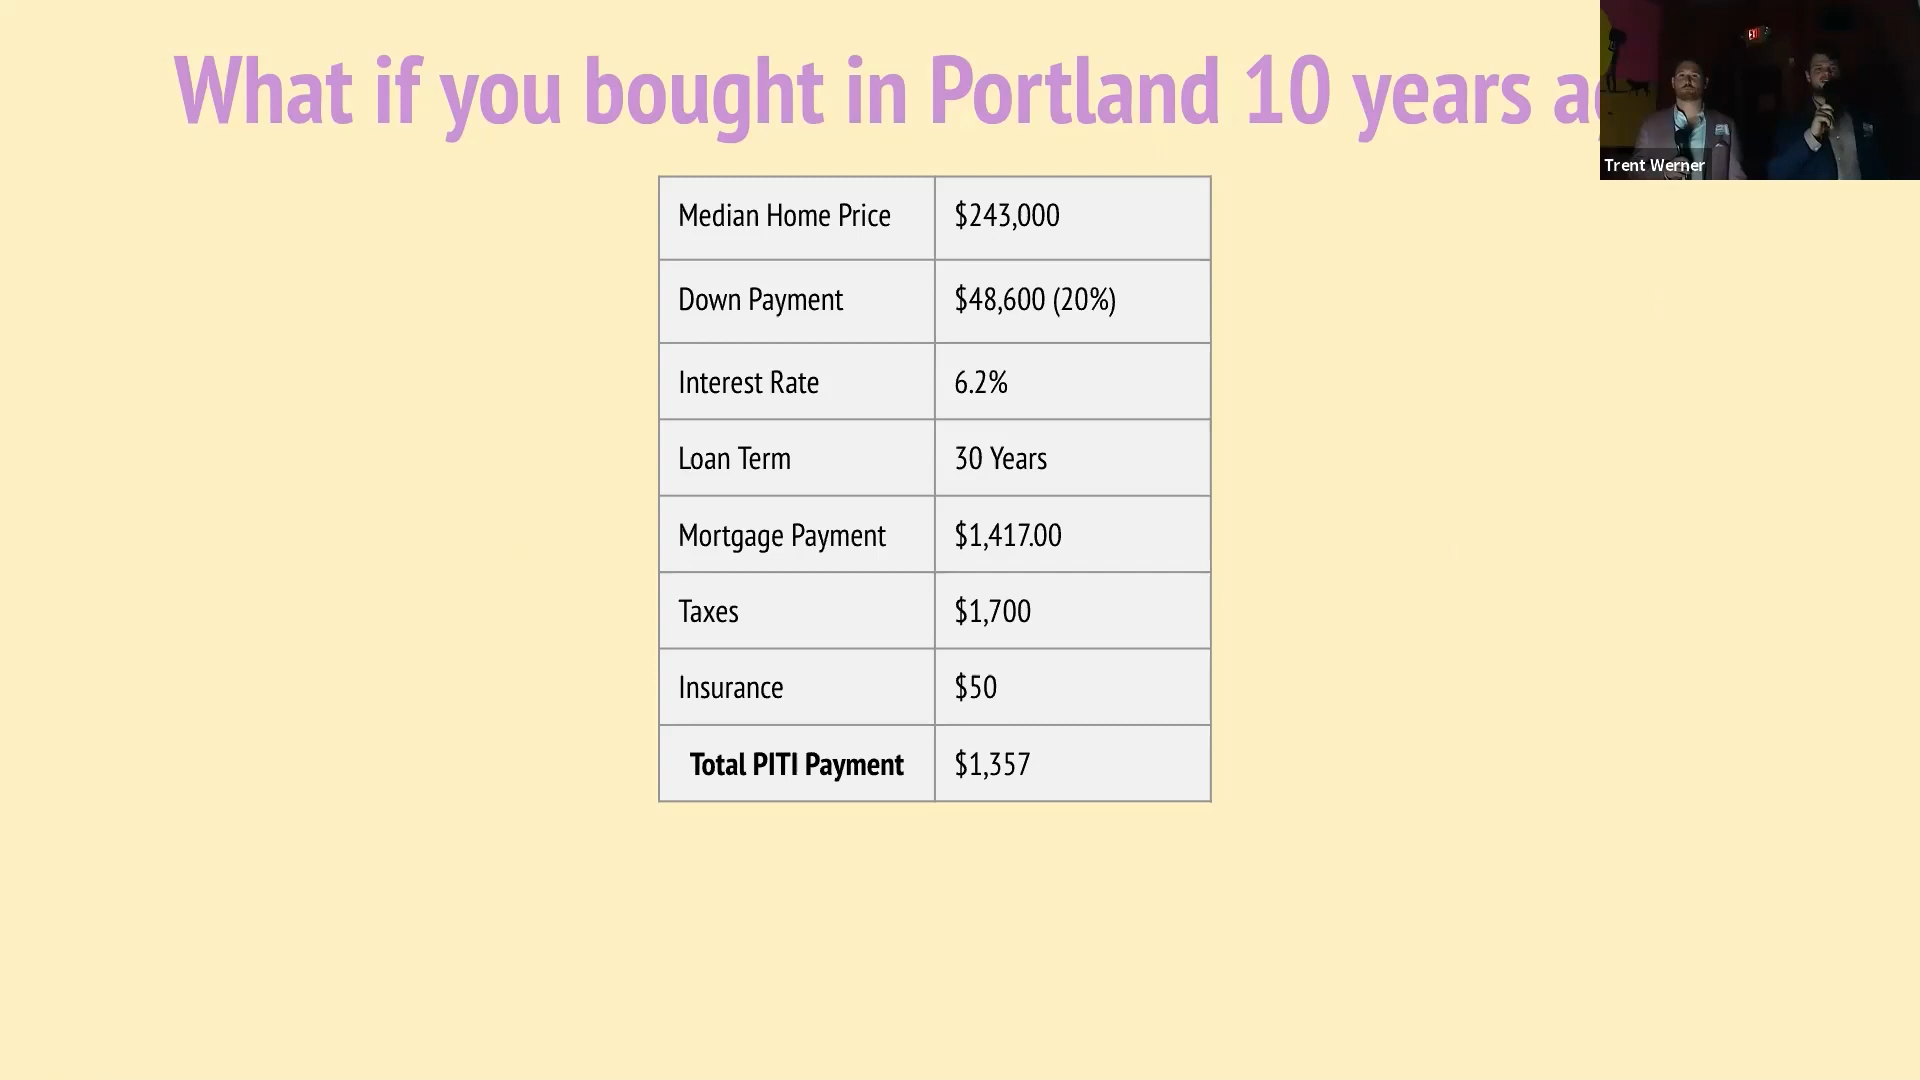 What if you bought in Portland 10 years a
EXIT
Trent Werner
Median Home Price $243,000
Down Payment $48,600 (20%)
Interest Rate 6.2%
Loan Term 30 Years
Mortgage Payment $1,417.00
Taxes $1,700
Insurance $50
Total PITI Payment $1,357